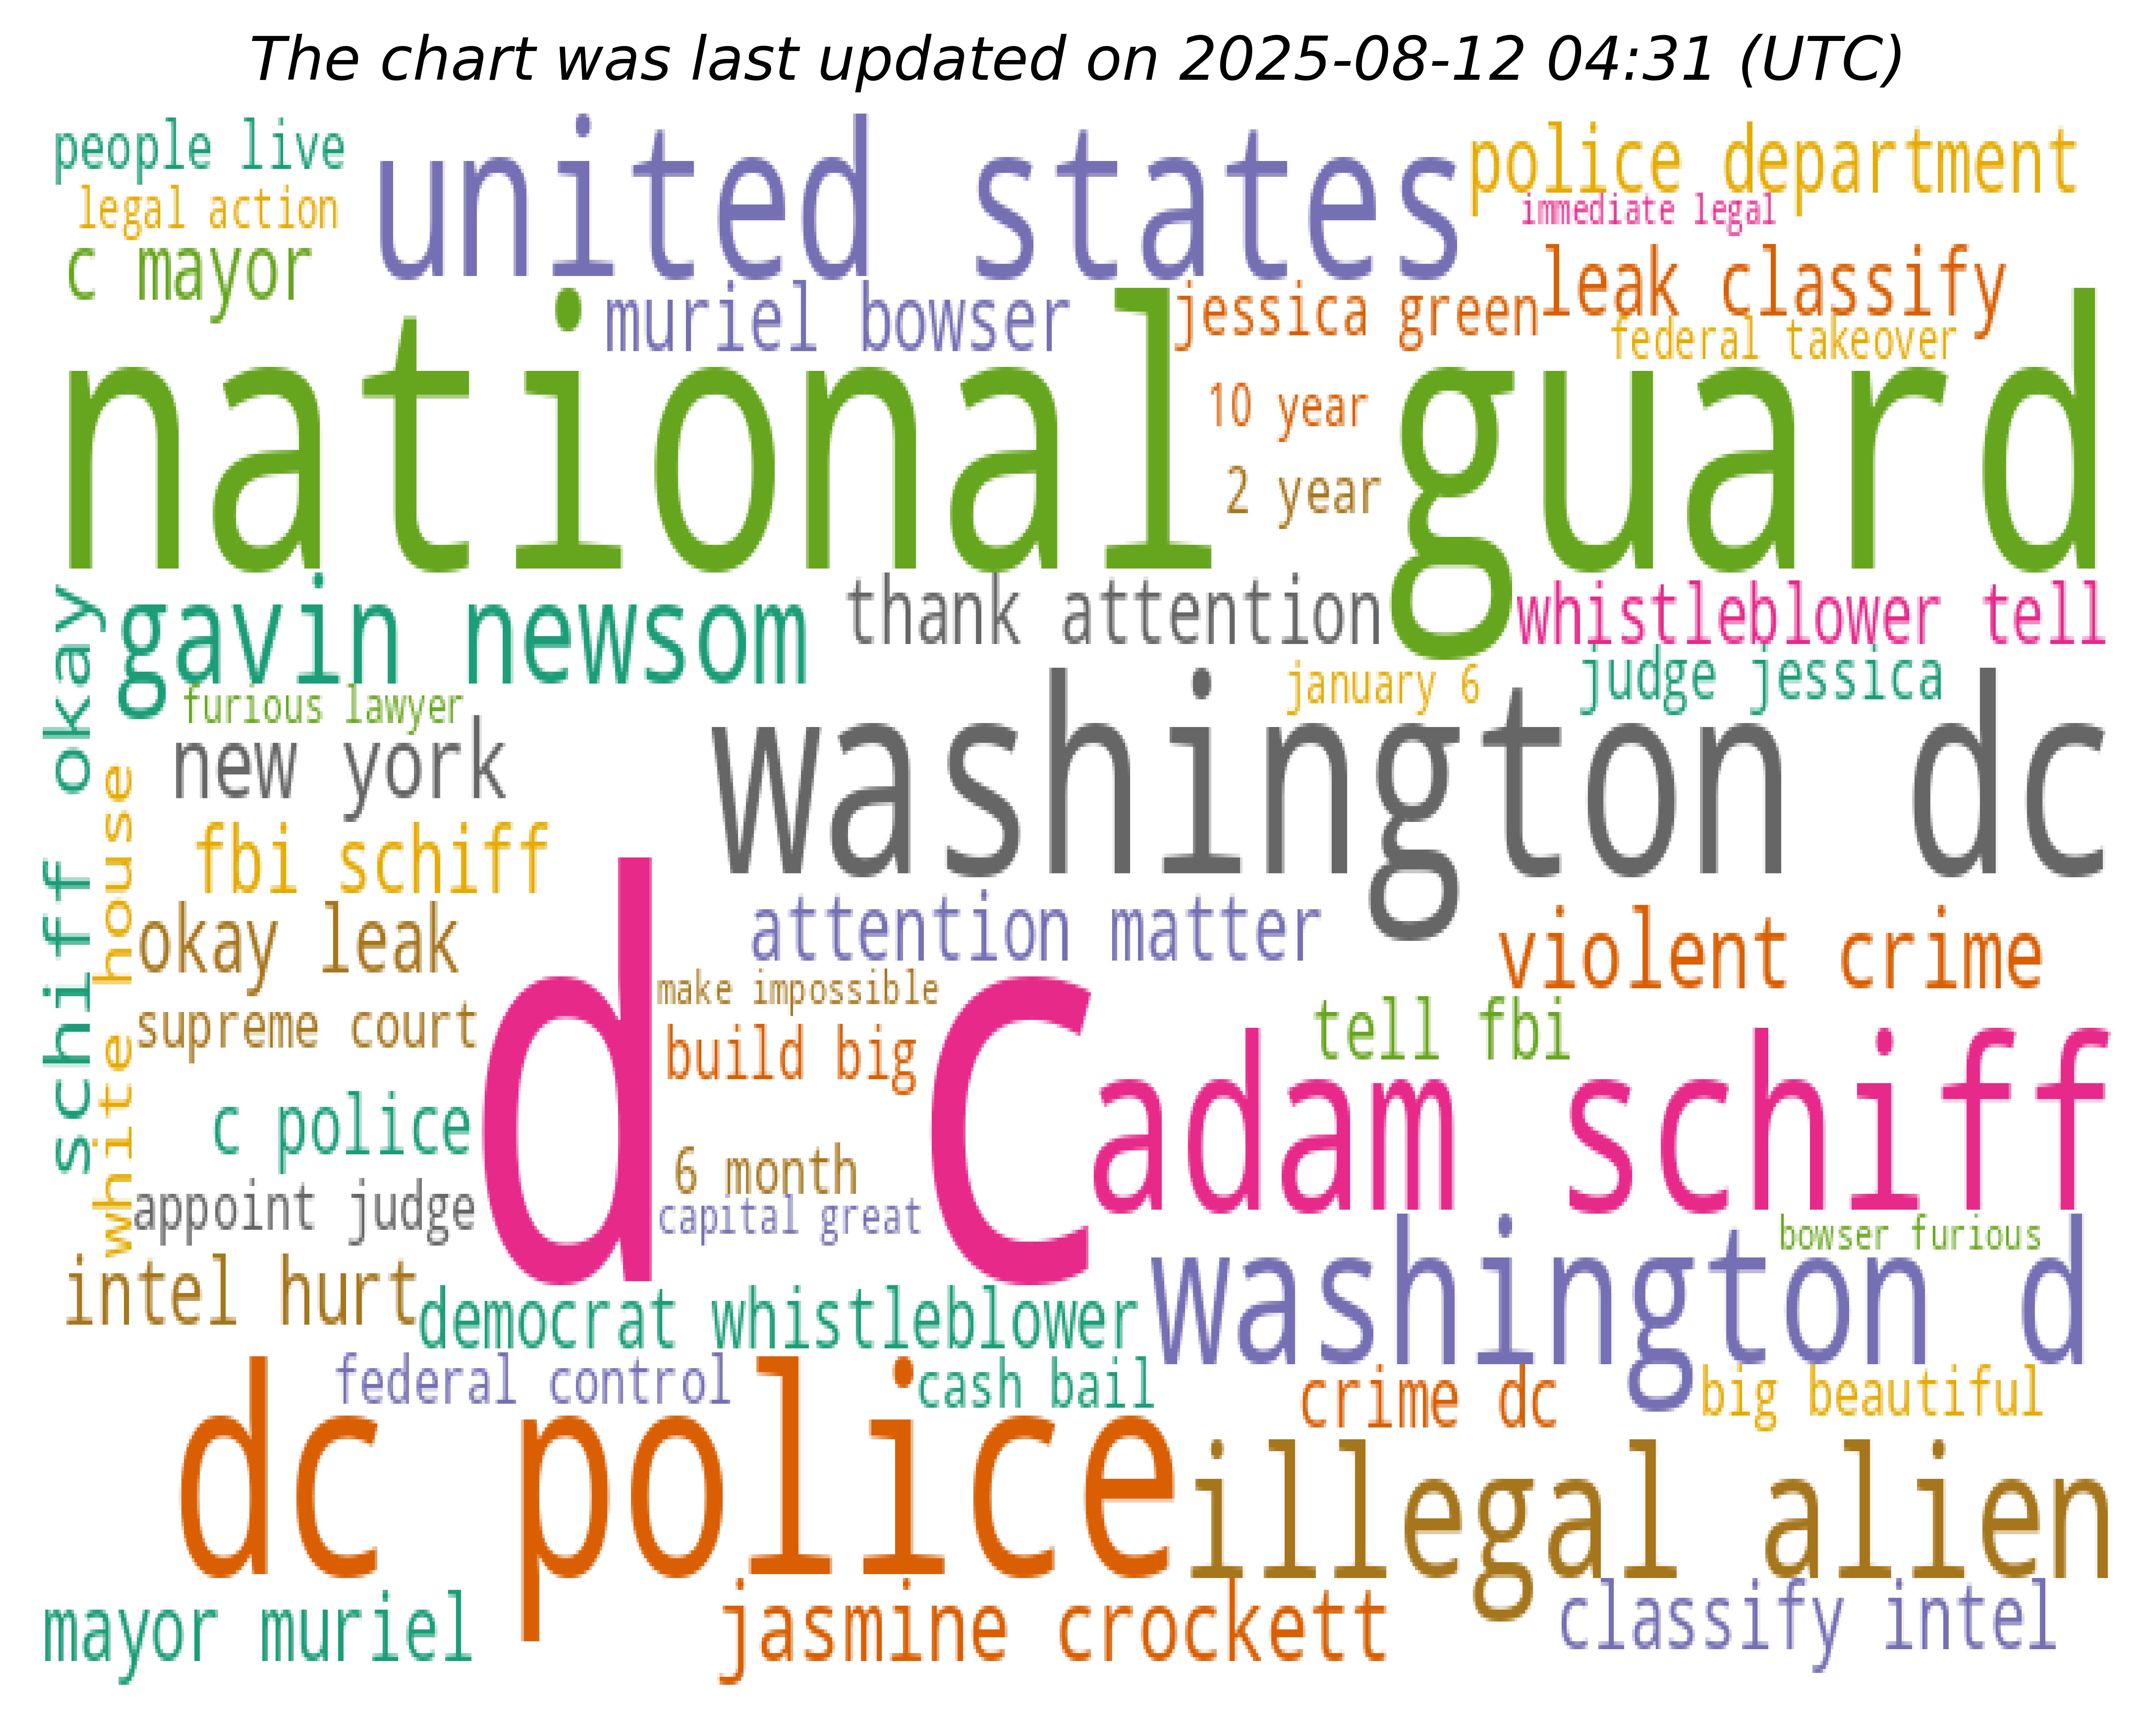 The chart was last updated on 2025-08-12 04:31 (UTC)
people live
united states
police department
legal action
immediate legal
c mayor
leak classify
muriel bowser
jessica green
federal takeover
national guard
10 year
2 year
gavin newsom
thank attention
whistleblower tell
schiff okay
furious lawyer
january 6
judge jessica
new york
washington dc
white house
fbi schiff
okay leak
attention matter
violent crime
make impossible
supreme court
d c
build big
tell fbi
adam schiff
c police
6 month
appoint judge
capital great
bowser furious
intel hurt
democrat whistleblower
washington d
federal control
cash bail
crime dc
big beautiful
dc police
illegal alien
mayor muriel
jasmine crockett
classify intel